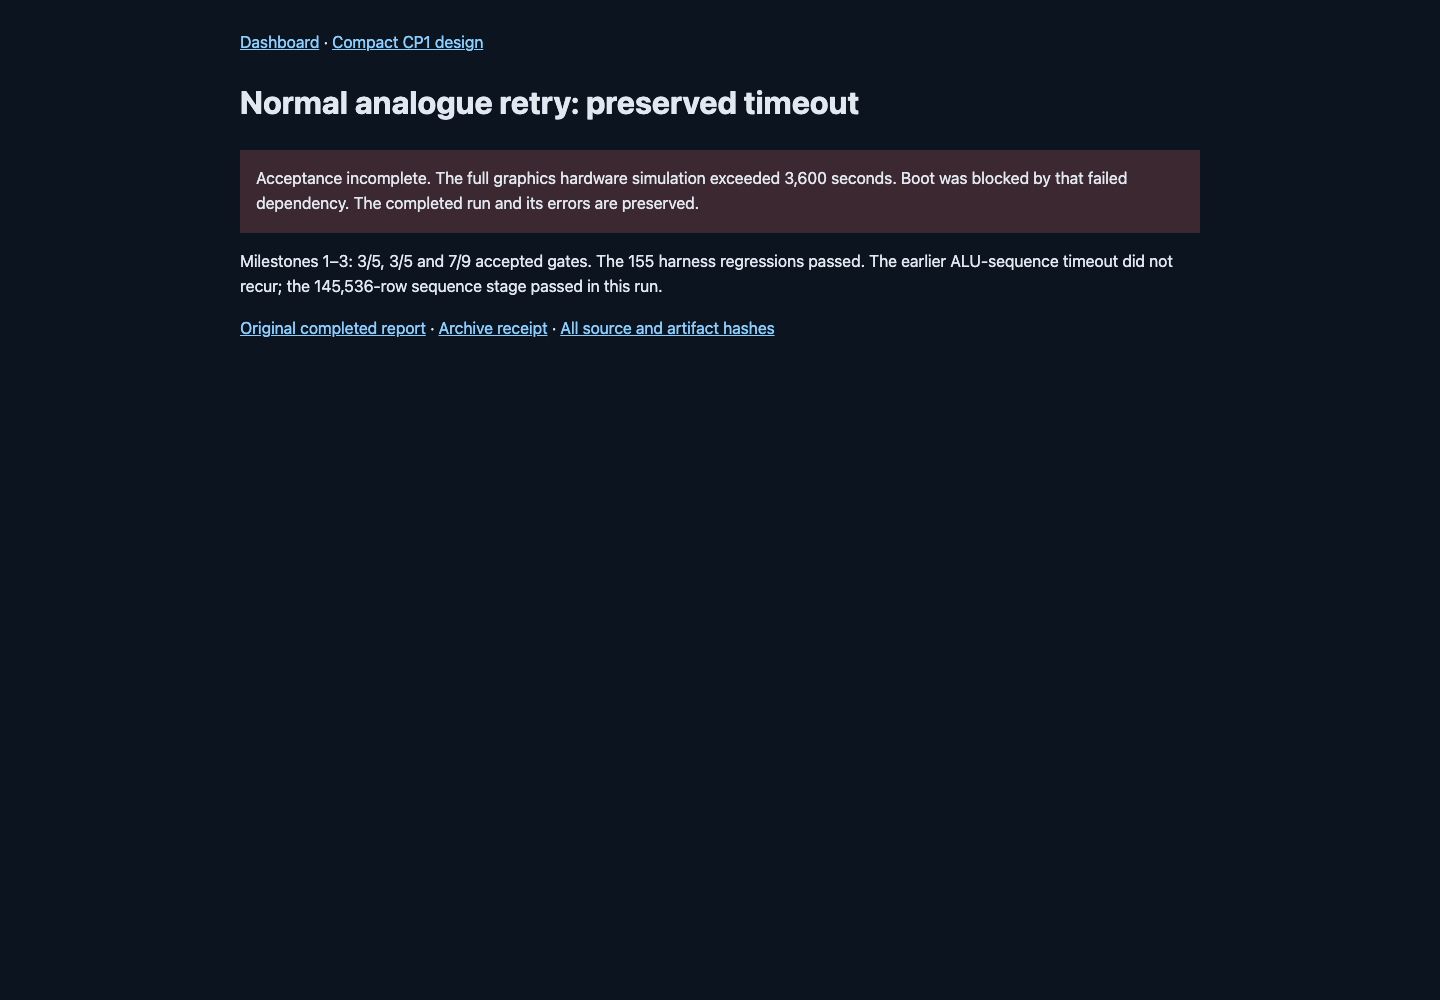 Dashboard · Compact CP1 design
Normal analogue retry: preserved timeout
Acceptance incomplete. The full graphics hardware simulation exceeded 3,600 seconds. Boot was blocked by that failed
dependency. The completed run and its errors are preserved.
Milestones 1–3: 3/5, 3/5 and 7/9 accepted gates. The 155 harness regressions passed. The earlier ALU-sequence timeout did not
recur; the 145,536-row sequence stage passed in this run.
Original completed report · Archive receipt · All source and artifact hashes